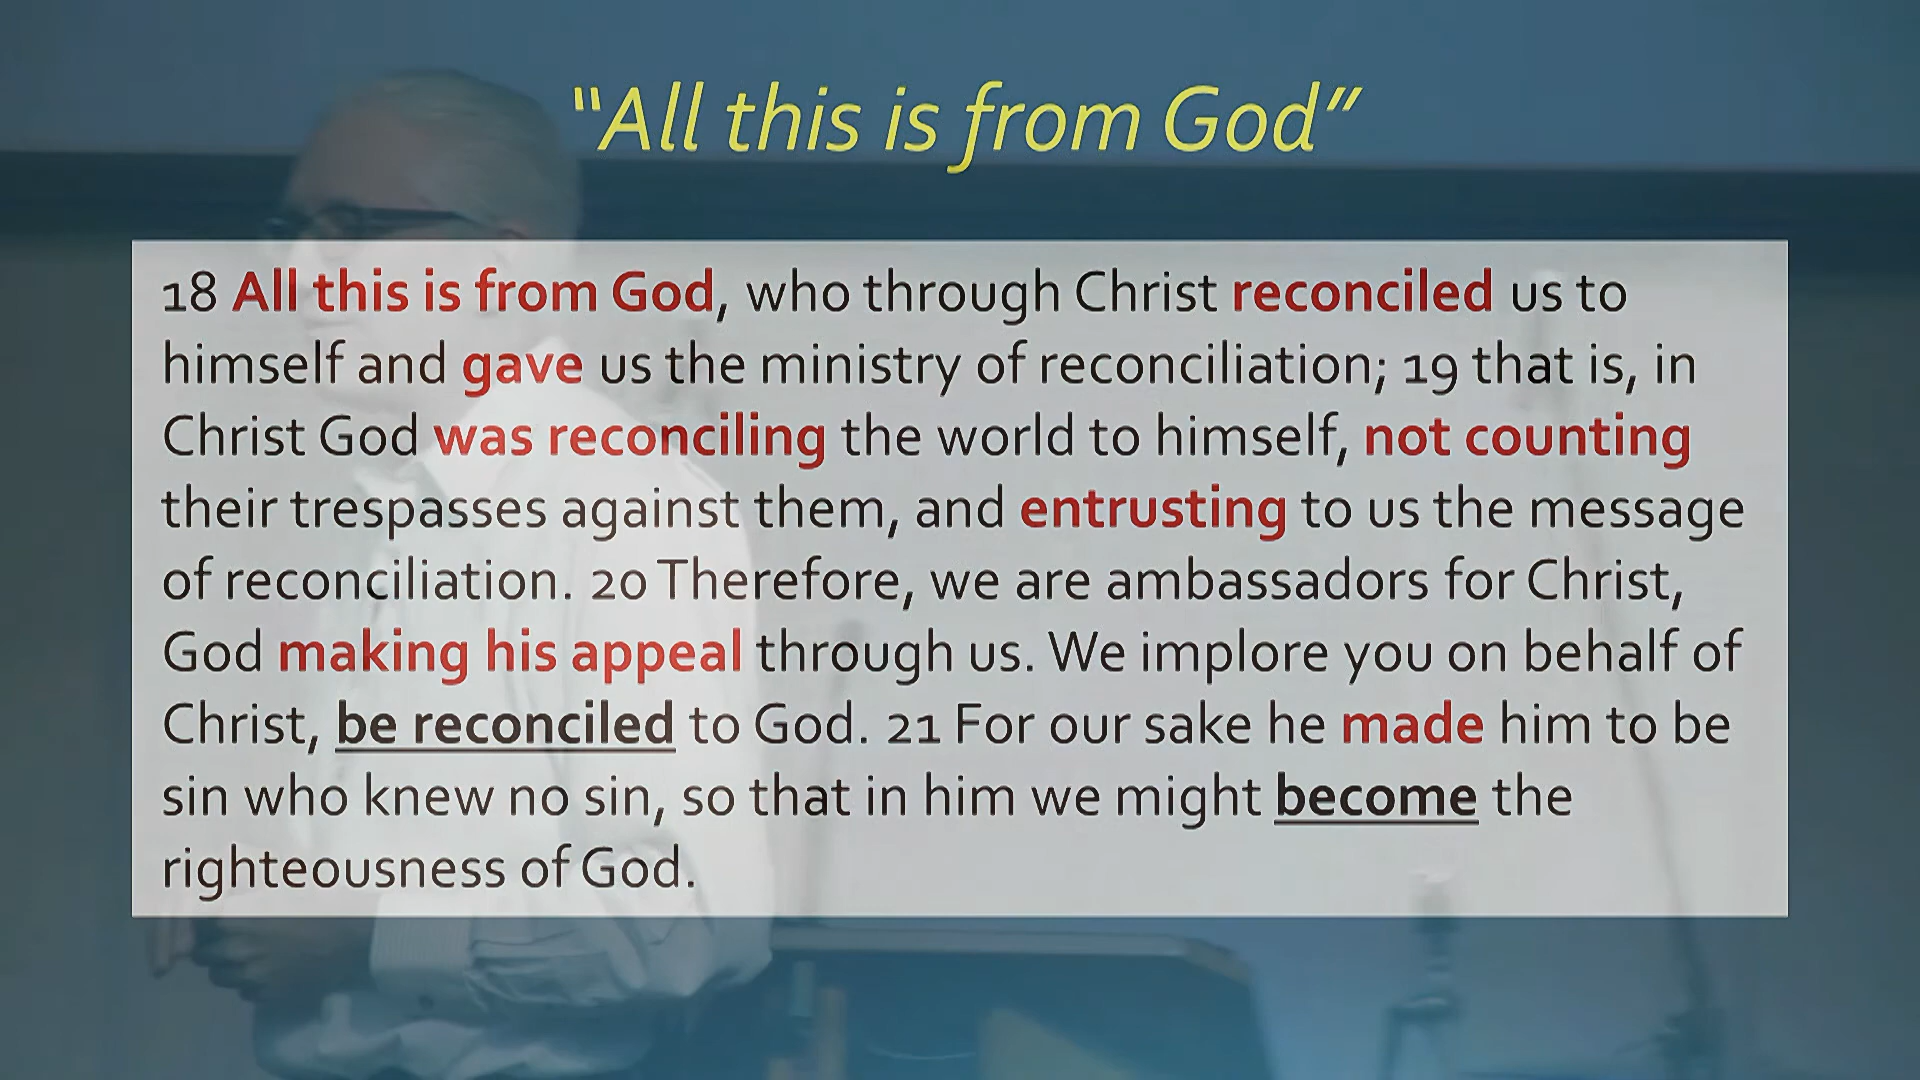 “All this is from God”
18 All this is from God, who through Christ reconciled us to
himself and gave us the ministry of reconciliation; 19 that is, in
Christ God was reconciling the world to himself, not counting
their trespasses against them, and entrusting to us the message
of reconciliation. 20 Therefore, we are ambassadors for Christ,
God making his appeal through us. We implore you on behalf of
Christ, be reconciled to God. 21 For our sake he made him to be
sin who knew no sin, so that in him we might become the
righteousness of God.